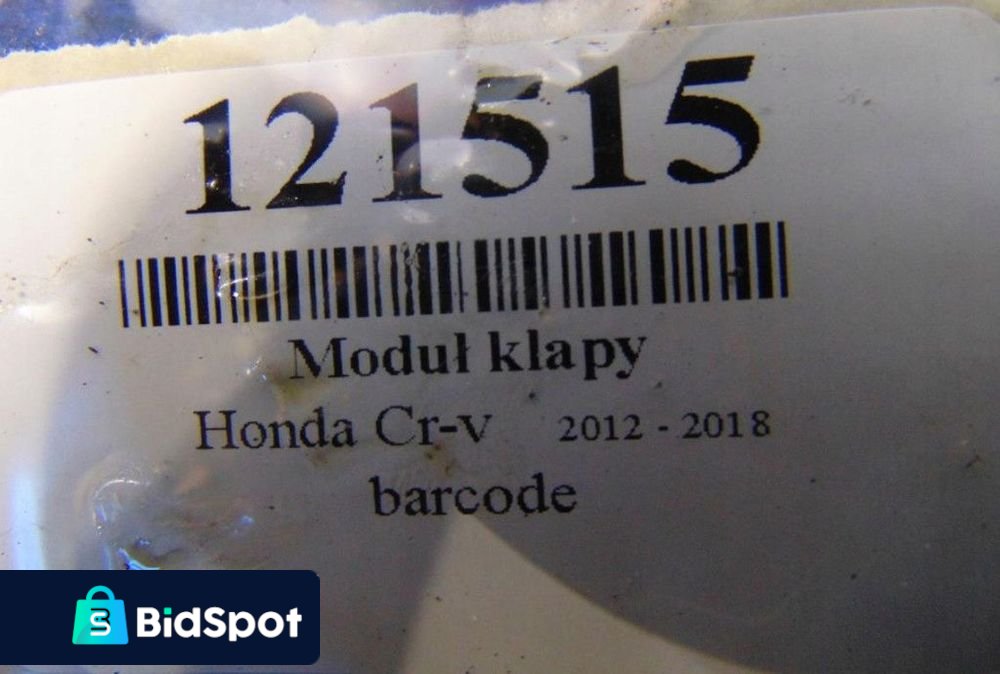 121515
Moduł klapy
Honda Cr-v 2012 - 2018
barcode
BidSpot